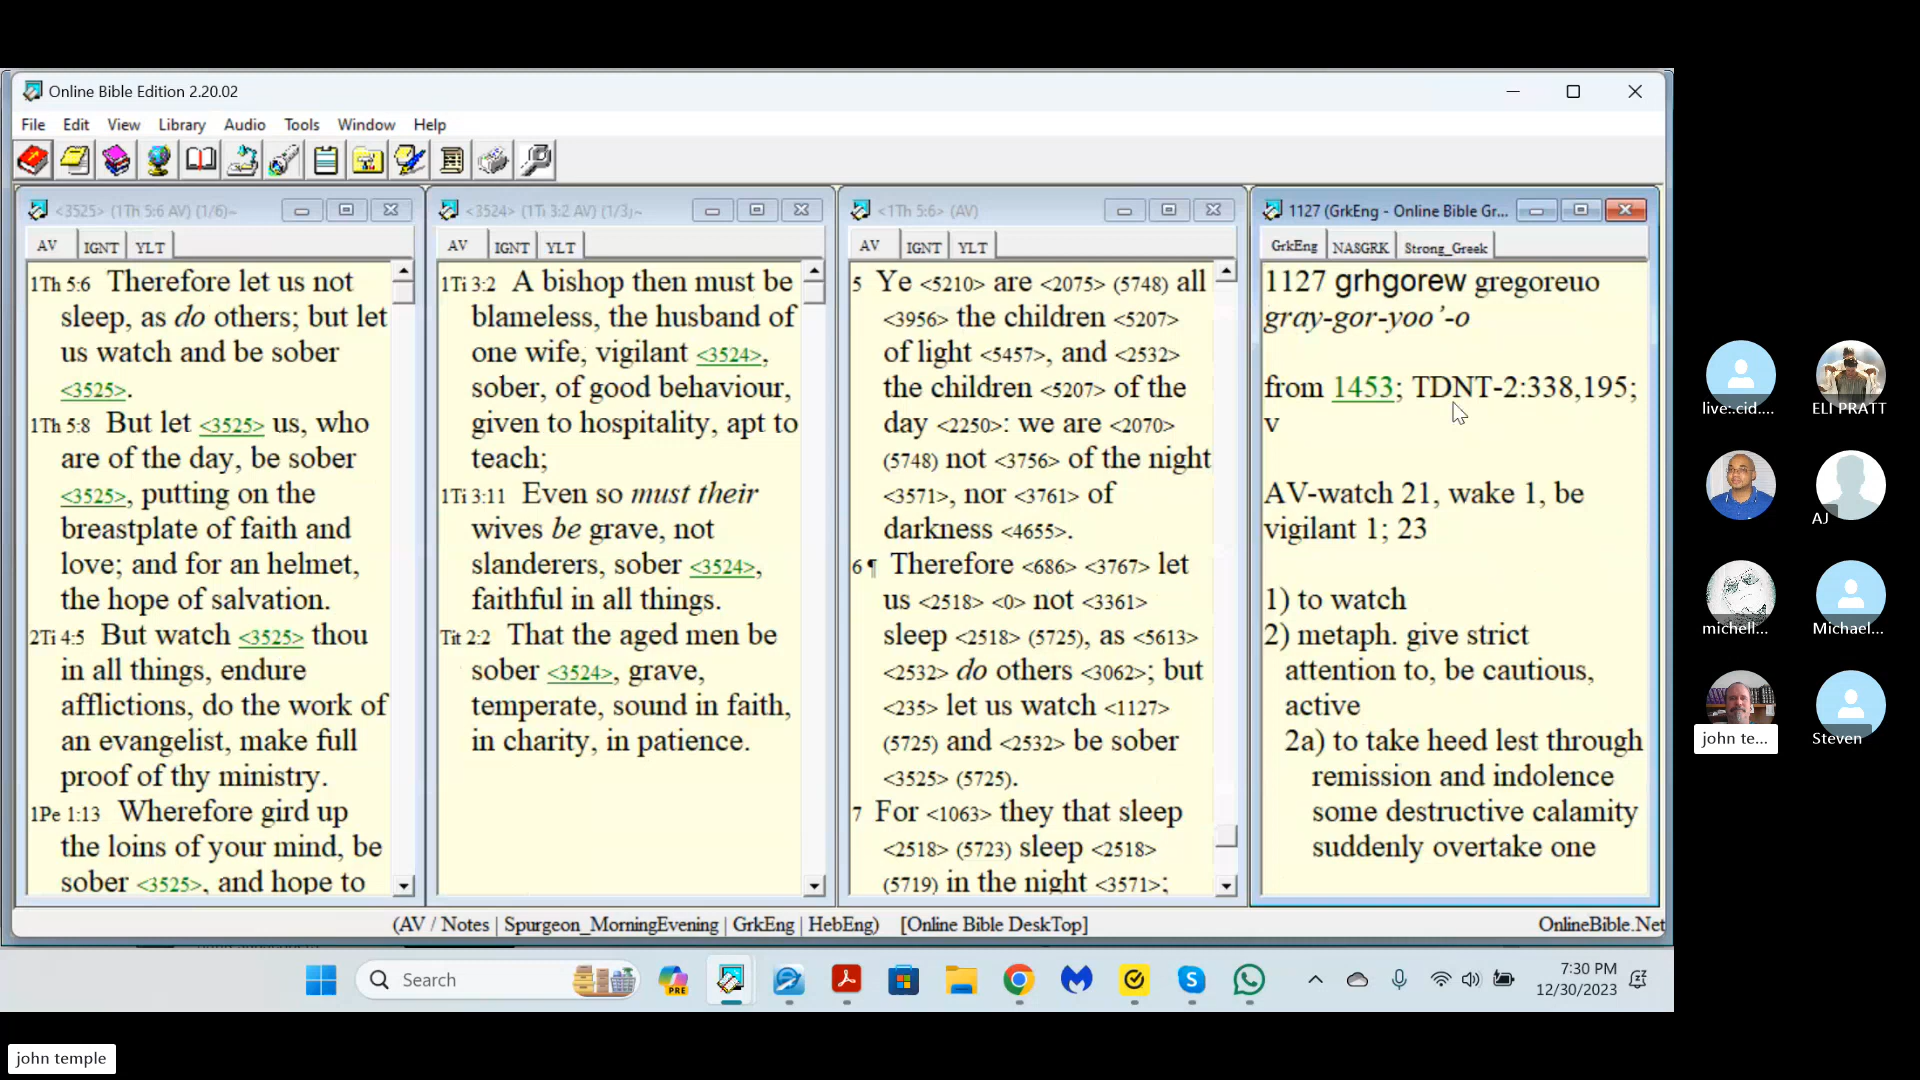 Online Bible Edition 2.20.02
File Edit View Library Audio Tools Window Help
<3525> (1Th 5:6 AV) (1/6)~
AV IGNT YLT
1Th 5:6 Therefore let us not
sleep, as do others; but let
us watch and be sober
<3525>.
1Th 5:8 But let <3525> us, who
are of the day, be sober
<3525>, putting on the
breastplate of faith and
love; and for an helmet,
the hope of salvation.
2Ti 4:5 But watch <3525> thou
in all things, endure
afflictions, do the work of
an evangelist, make full
proof of thy ministry.
1Pe 1:13 Wherefore gird up
the loins of your mind, be
sober <3525>, and hope to
<3524> (1Ti 3:2 AV) (1/3)~
AV IGNT YLT
1Ti 3:2 A bishop then must be
blameless, the husband of
one wife, vigilant <3524>,
sober, of good behaviour,
given to hospitality, apt to
teach;
1Ti 3:11 Even so must their
wives be grave, not
slanderers, sober <3524>,
faithful in all things.
Tit 2:2 That the aged men be
sober <3524>, grave,
temperate, sound in faith,
in charity, in patience.
<1Th 5:6> (AV)
AV IGNT YLT
5 Ye <5210> are <2075> (5748) all
<3956> the children <5207>
of light <5457>, and <2532>
the children <5207> of the
day <2250>: we are <2070>
(5748) not <3756> of the night
<3571>, nor <3761> of
darkness <4655>.
6 ¶ Therefore <686> <3767> let
us <2518> <0> not <3361>
sleep <2518> (5725), as <5613>
<2532> do others <3062>; but
<235> let us watch <1127>
(5725) and <2532> be sober
<3525> (5725).
7 For <1063> they that sleep
<2518> (5723) sleep <2518>
(5719) in the night <3571>;
1127 (GrkEng - Online Bible Gr...
GrkEng NASGRK Strong_Greek
1127 grhgorew gregoreuo
gray-gor-yoo’-o
from 1453; TDNT-2:338,195;
v
AV-watch 21, wake 1, be
vigilant 1; 23
1) to watch
2) metaph. give strict
attention to, be cautious,
active
2a) to take heed lest through
remission and indolence
some destructive calamity
suddenly overtake one
(AV / Notes | Spurgeon_MorningEvening | GrkEng | HebEng) [Online Bible DeskTop]
OnlineBible.Net
Search
PRE
7:30 PM
12/30/2023
live:.cid....
ELI PRATT
AJ
michell...
Michael...
john te...
Steven
john temple